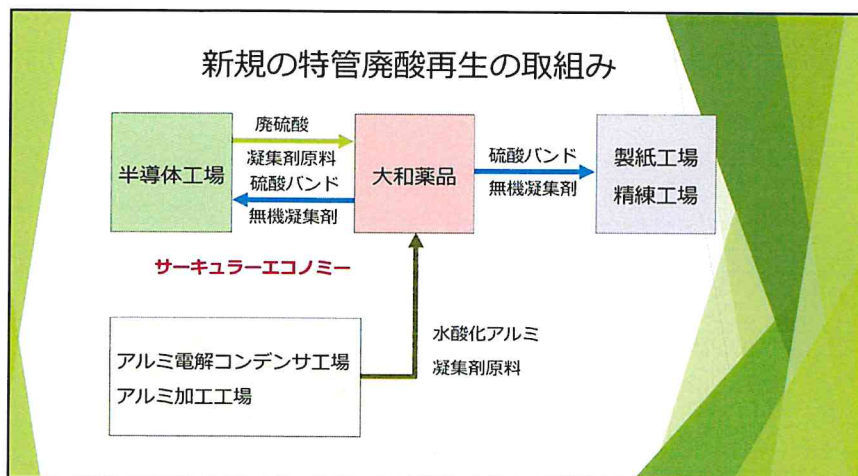 新規の特管廃酸再生の取組み
廃硫酸
凝集剤原料
半導体工場
硫酸バンド
無機凝集剤
大和薬品
硫酸バンド
無機凝集剤
製紙工場
精練工場
サーキュラーエコノミー
水酸化アルミ
凝集剤原料
アルミ電解コンデンサ工場
アルミ加工工場